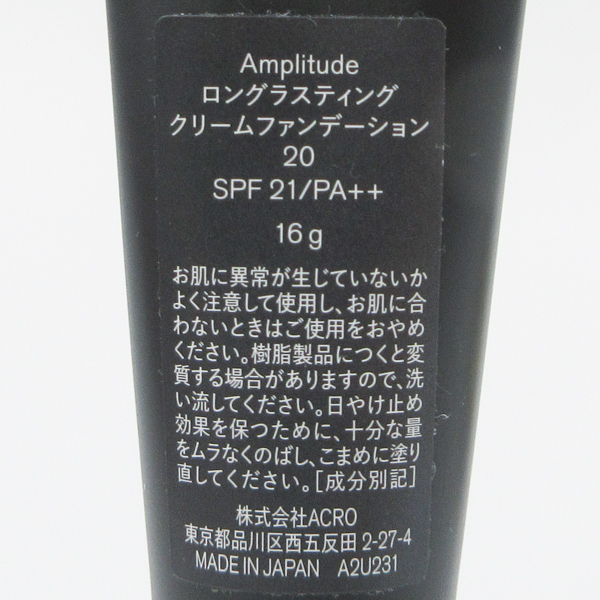 Amplitude
ロングラスティング
クリームファンデーション
20
SPF 21/PA++
16 g
お肌に異常が生じていないか
よく注意して使用し、お肌に合
わないときはご使用をおやめ
ください。樹脂製品につくと変
質する場合がありますので、洗
い流してください。日やけ止め
効果を保つために、十分な量
をムラなくのばし、こまめに塗り
直してください。[成分別記]
株式会社ACRO
東京都品川区西五反田 2-27-4
MADE IN JAPAN A2U231